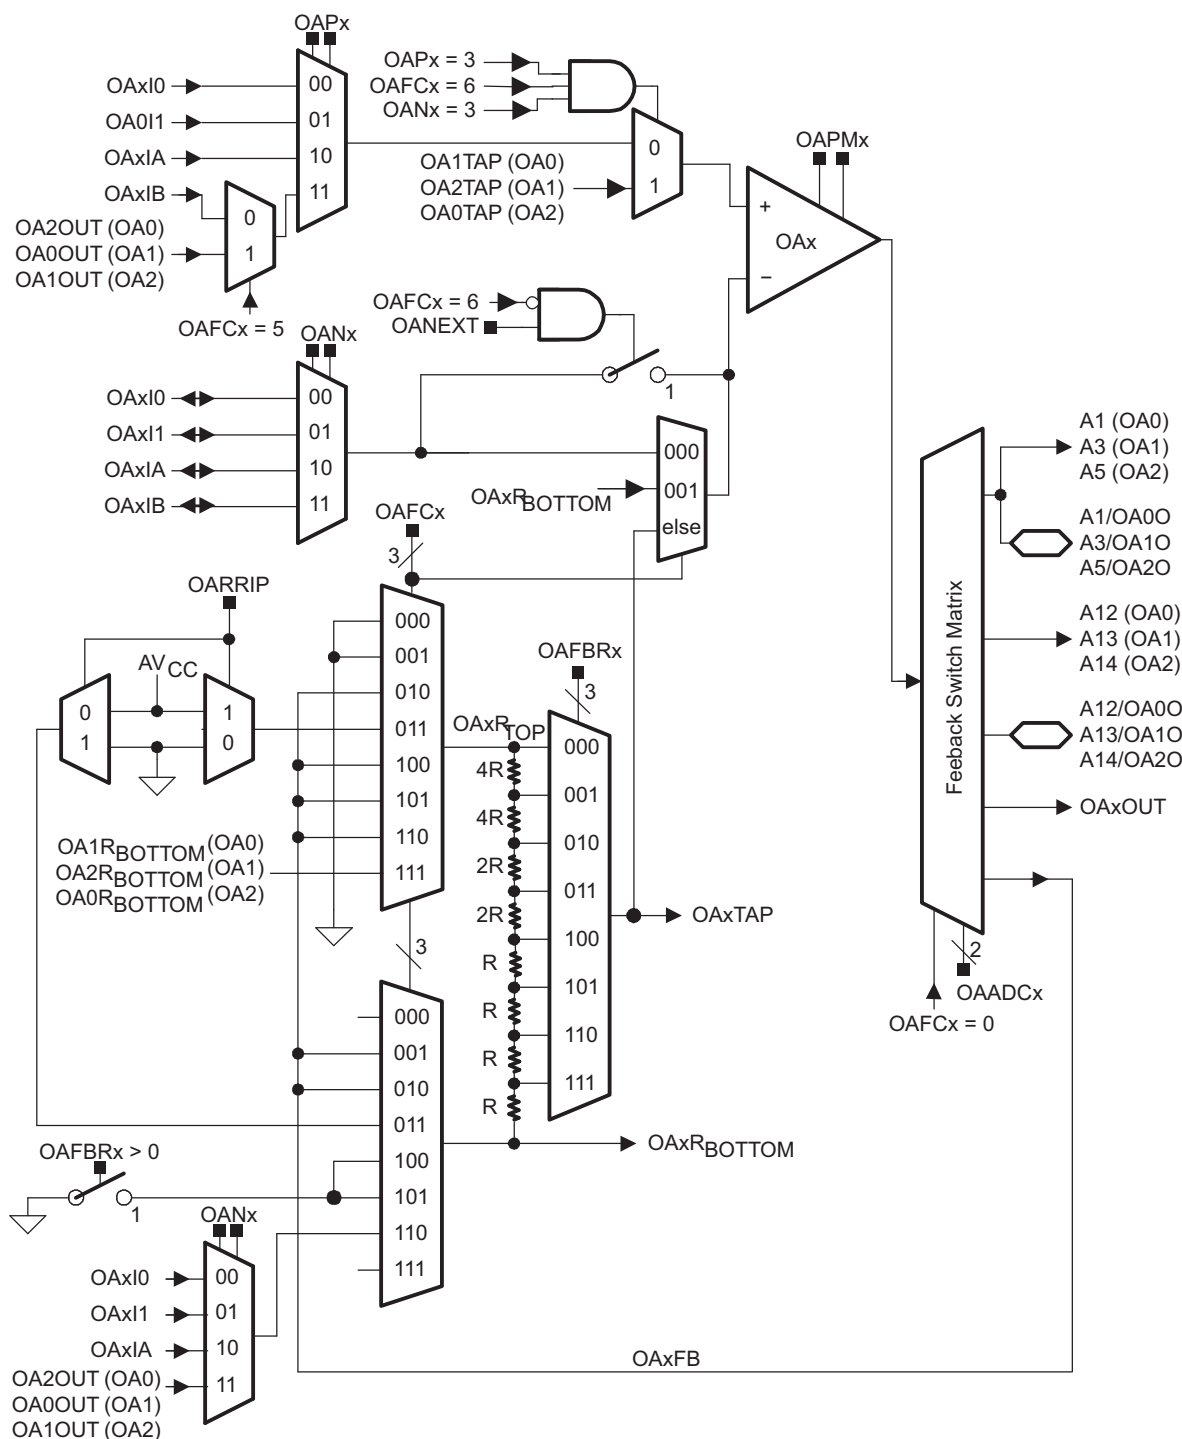 OAPx
OAxI0
OA0I1
OAxIA
OAxIB
OA2OUT (OA0)
OA0OUT (OA1)
OA1OUT (OA2)
00
01
10
11
0
1
OAFCx = 5
OAPx = 3
OAFCx = 6
OANx = 3
OA1TAP (OA0)
OA2TAP (OA1)
OA0TAP (OA2)
0
1
OAPMx
+
OAx
−
OAFCx = 6
OANEXT
1
OANx
OAxI0
OAxI1
OAxIA
OAxIB
00
01
10
11
OAxRBOTTOM
000
001
else
OAFCx
3
OARRIP
AVCC
0
1
1
0
000
001
010
011
100
101
110
111
OA1RBOTTOM (OA0)
OA2RBOTTOM (OA1)
OA0RBOTTOM (OA2)
3
OAFBRx
3
OAxRTOP
4R
4R
2R
2R
R
R
R
R
000
001
010
011
100
101
110
111
OAxTAP
000
001
010
011
100
101
110
111
OAxRBOTTOM
OAFBRx > 0
1
OANx
OAxI0
OAxI1
OAxIA
OA2OUT (OA0)
OA0OUT (OA1)
OA1OUT (OA2)
00
01
10
11
OAxFB
Feeback Switch Matrix
A1 (OA0)
A3 (OA1)
A5 (OA2)
A1/OA0O
A3/OA1O
A5/OA2O
A12 (OA0)
A13 (OA1)
A14 (OA2)
A12/OA0O
A13/OA1O
A14/OA2O
OAxOUT
2
OAADCx
OAFCx = 0